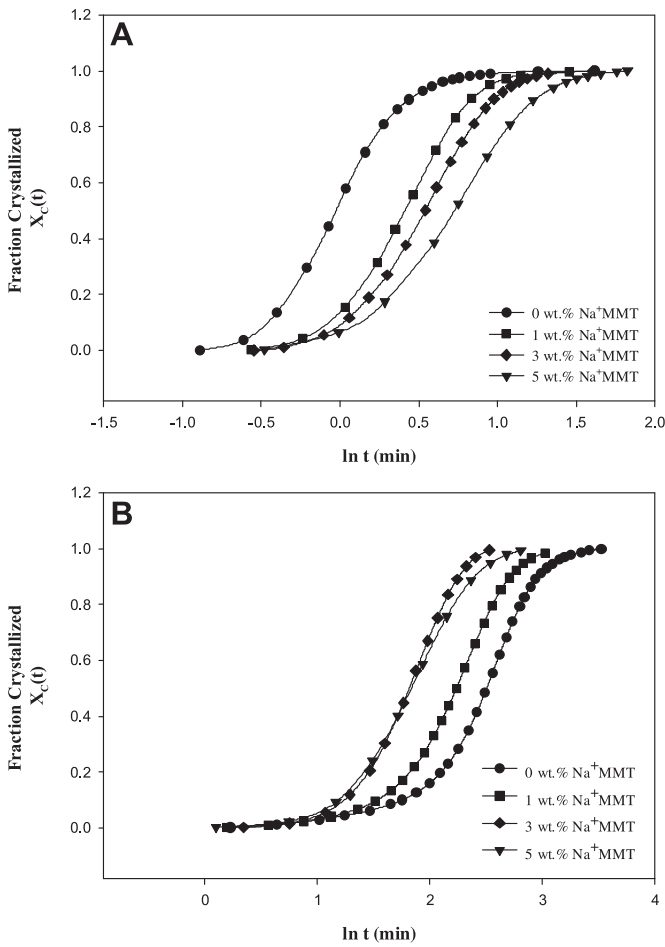 A
1.2
1.0
0.8
0.6
0.4
0.2
0.0
Fraction Crystallized
X_C(t)
0 wt.% Na⁺MMT
1 wt.% Na⁺MMT
3 wt.% Na⁺MMT
5 wt.% Na⁺MMT
-1.5 -1.0 -0.5 0.0 0.5 1.0 1.5 2.0
ln t (min)
B
1.2
1.0
0.8
0.6
0.4
0.2
0.0
Fraction Crystallized
X_C(t)
0 wt.% Na⁺MMT
1 wt.% Na⁺MMT
3 wt.% Na⁺MMT
5 wt.% Na⁺MMT
0 1 2 3 4
ln t (min)